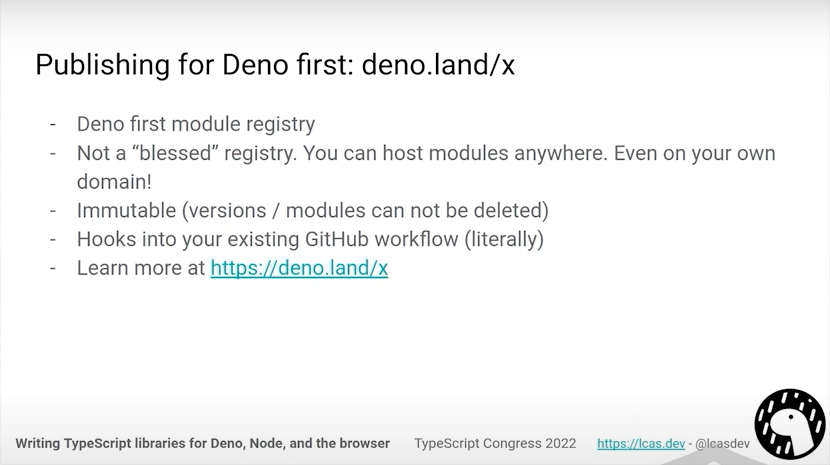 Publishing for Deno first: deno.land/x
- Deno first module registry
- Not a “blessed” registry. You can host modules anywhere. Even on your own
domain!
- Immutable (versions / modules can not be deleted)
- Hooks into your existing GitHub workflow (literally)
- Learn more at https://deno.land/x
Writing TypeScript libraries for Deno, Node, and the browser TypeScript Congress 2022 https://lcas.dev - @lcasdev